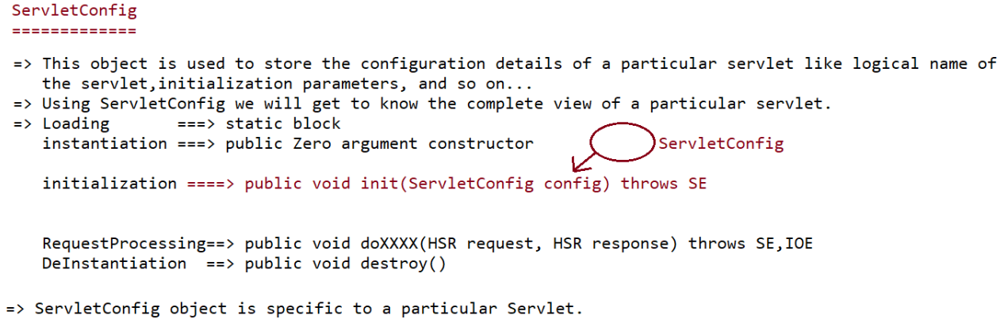 ServletConfig
=============
=> This object is used to store the configuration details of a particular servlet like logical name of
the servlet,initialization parameters, and so on...
=> Using ServletConfig we will get to know the complete view of a particular servlet.
=> Loading ===> static block
instantiation ===> public Zero argument constructor ServletConfig
initialization ====> public void init(ServletConfig config) throws SE
RequestProcessing==> public void doXXXX(HSR request, HSR response) throws SE,IOE
DeInstantiation ==> public void destroy()
=> ServletConfig object is specific to a particular Servlet.